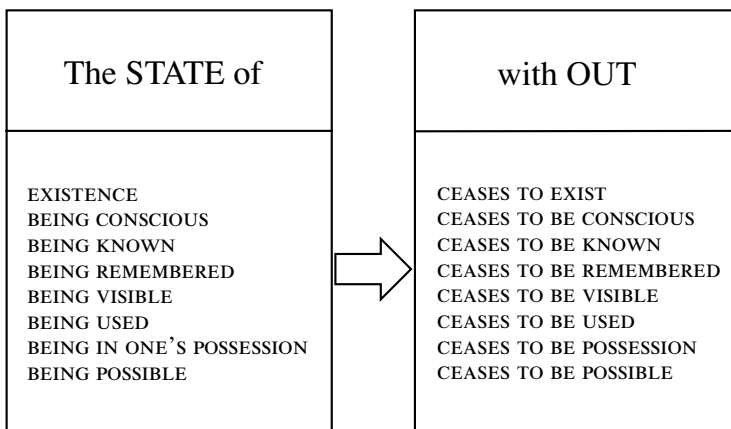 The STATE of
EXISTENCE
BEING CONSCIOUS
BEING KNOWN
BEING REMEMBERED
BEING VISIBLE
BEING USED
BEING IN ONE'S POSSESSION
BEING POSSIBLE
with OUT
CEASES TO EXIST
CEASES TO BE CONSCIOUS
CEASES TO BE KNOWN
CEASES TO BE REMEMBERED
CEASES TO BE VISIBLE
CEASES TO BE USED
CEASES TO BE POSSESSION
CEASES TO BE POSSIBLE